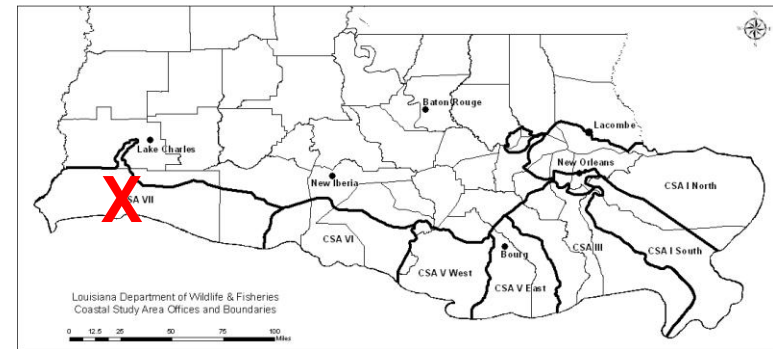 Baton Rouge
Lacombe
Lake Charles
New Iberia
New Orleans
CSA I North
X
SA VII
CSA VI
CSA III
CSA I South
Bourg
CSA V West
CSA V East
Louisiana Department of Wildlife & Fisheries
Coastal Study Area Offices and Boundaries
0 12.5 25 50 75 100
Miles